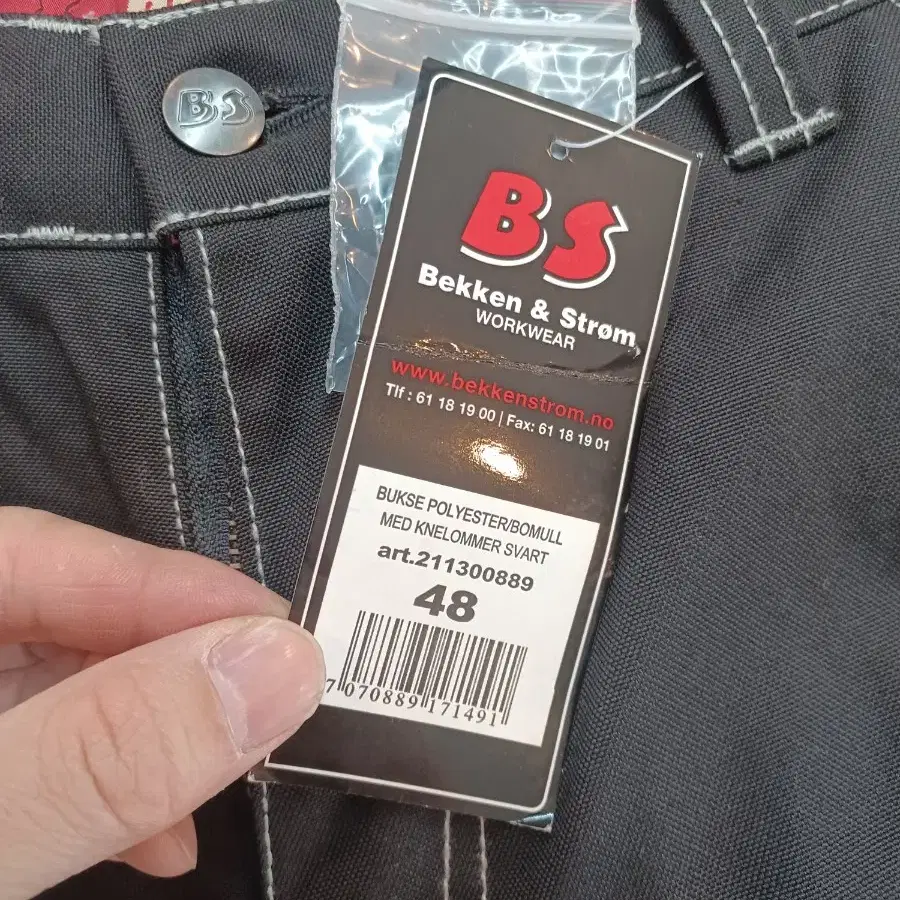 BS
BS
Bekken & Strøm
WORKWEAR
www.bekkenstrom.no
Tlf : 61 18 19 00 | Fax: 61 18 19 01
BUKSE POLYESTER/BOMULL
MED KNELOMMER SVART
art.211300889
48
7 070889 171491